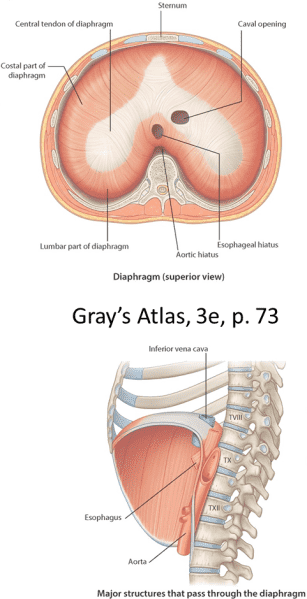 Sternum
Central tendon of diaphragm
Caval opening
Costal part of
diaphragm
Lumbar part of diaphragm
Esophageal hiatus
Aortic hiatus
Diaphragm (superior view)
Gray's Atlas, 3e, p. 73
Inferior vena cava
TVIII
TX
Esophagus
TXII
Aorta
Major structures that pass through the diaphragm